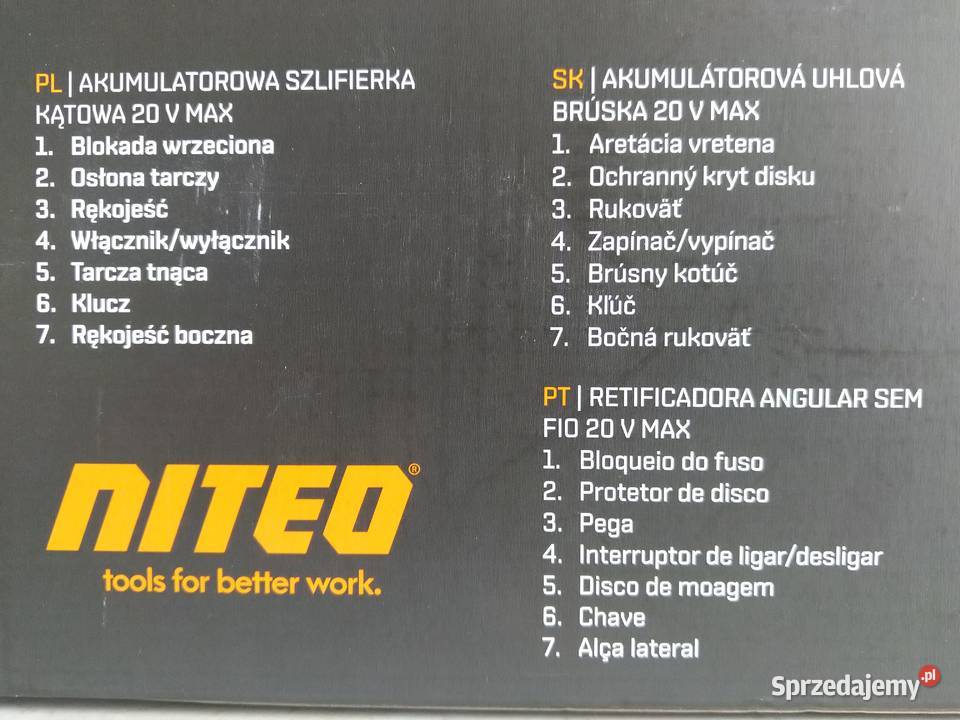 PL | AKUMULATOROWA SZLIFIERKA
KĄTOWA 20 V MAX
1. Blokada wrzeciona
2. Osłona tarczy
3. Rękojeść
4. Włącznik/wyłącznik
5. Tarcza tnąca
6. Klucz
7. Rękojeść boczna
SK | AKUMULÁTOROVÁ UHLOVÁ
BRÚSKA 20 V MAX
1. Aretácia vretena
2. Ochranný kryt disku
3. Rukoväť
4. Zapínač/vypínač
5. Brúsny kotúč
6. Kľúč
7. Bočná rukoväť
PT | RETIFICADORA ANGULAR SEM
FIO 20 V MAX
1. Bloqueio do fuso
2. Protetor de disco
3. Pega
4. Interruptor de ligar/desligar
5. Disco de moagem
6. Chave
7. Alça lateral
NITEO®
tools for better work.
Sprzedajemy.pl